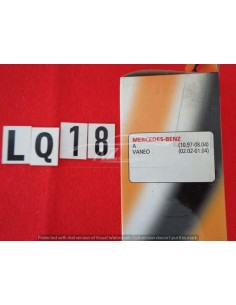 LQ18
MERCEDES-BENZ
A (10.97-08.04)
VANEO (02.02-01.04)